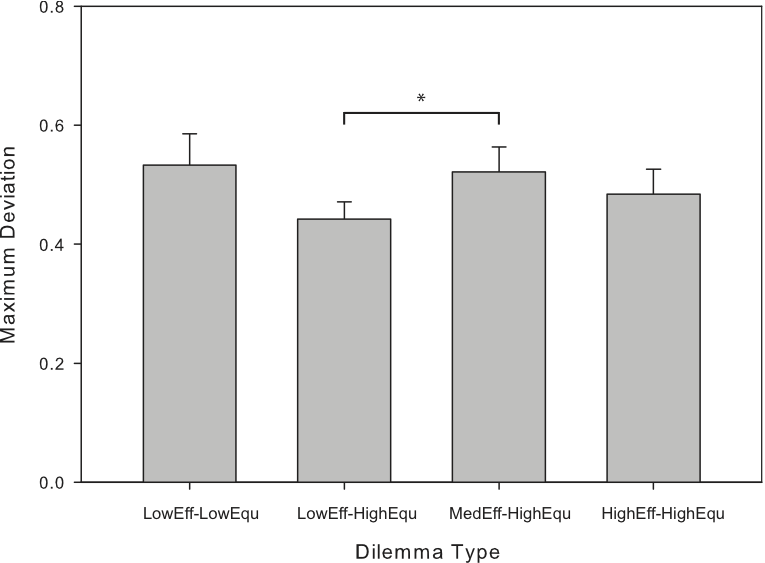 0.8
0.6
0.4
0.2
0.0
Maximum Deviation
*
LowEff-LowEqu
LowEff-HighEqu
MedEff-HighEqu
HighEff-HighEqu
Dilemma Type